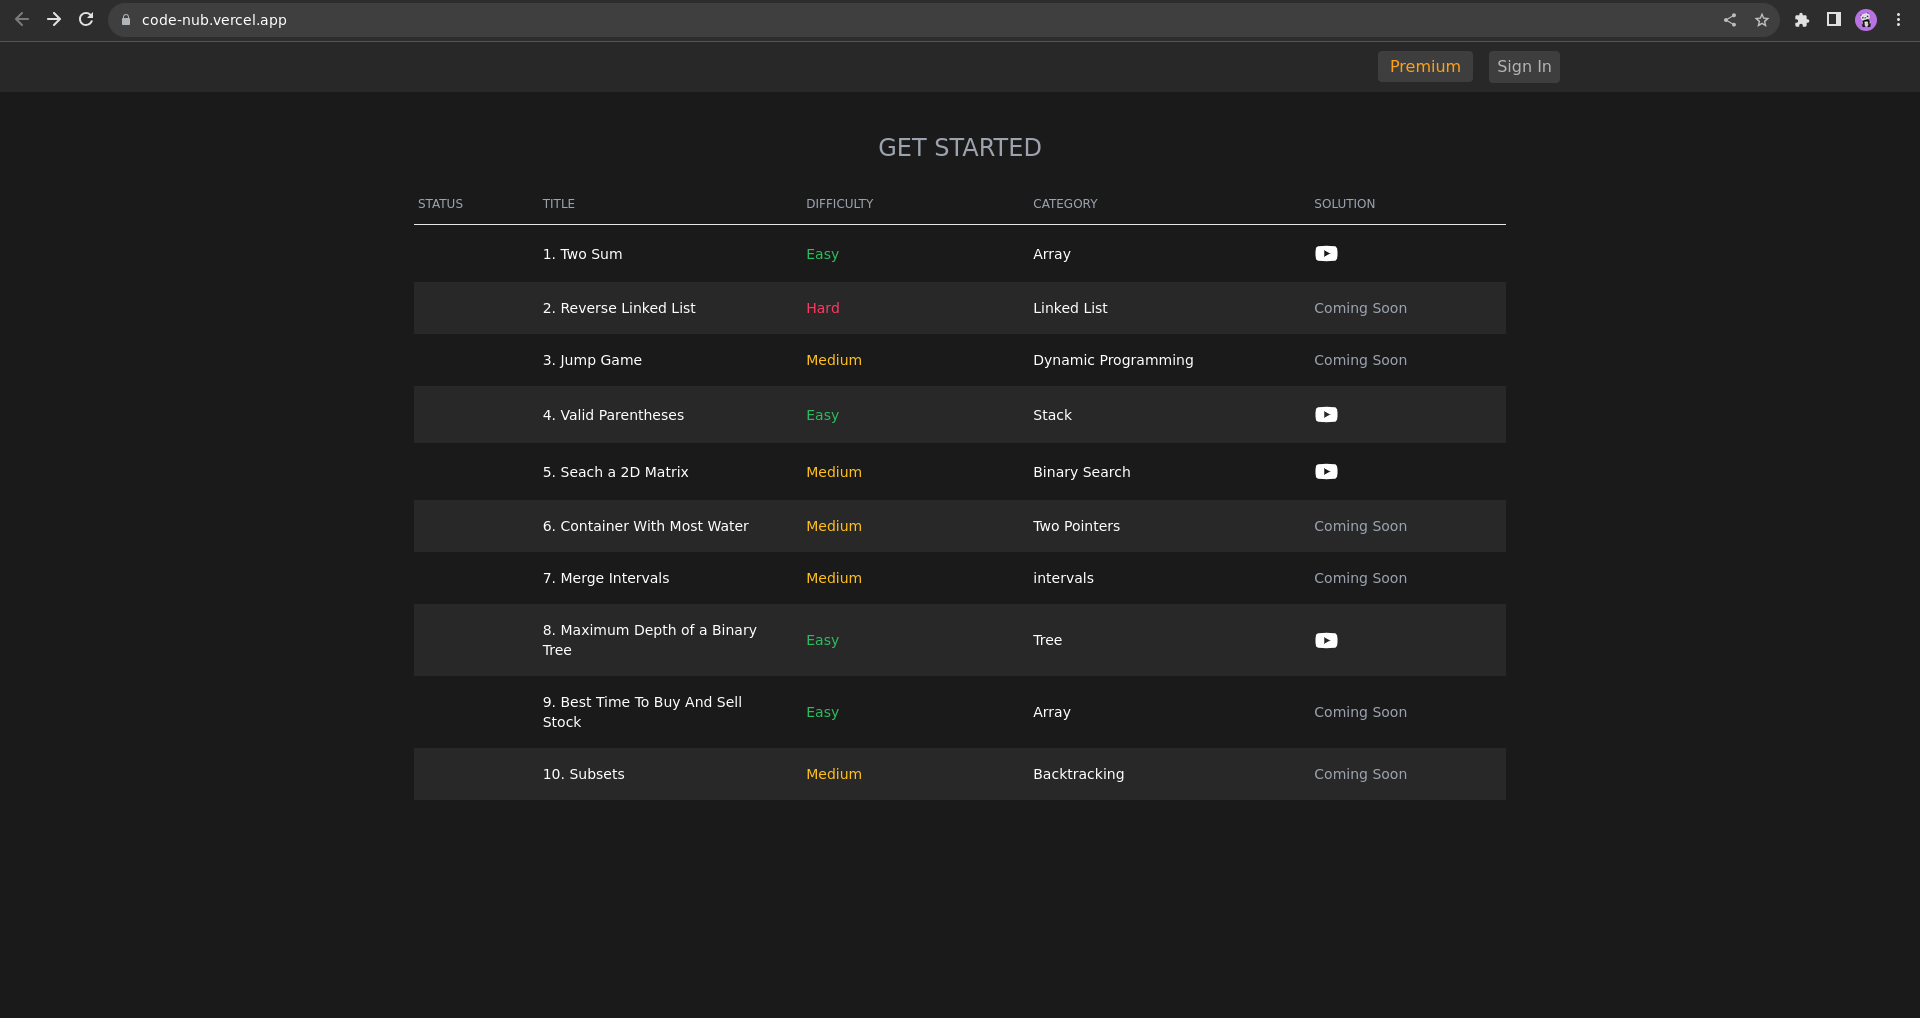 code-nub.vercel.app
Premium Sign In
GET STARTED
STATUS TITLE DIFFICULTY CATEGORY SOLUTION
1. Two Sum Easy Array
2. Reverse Linked List Hard Linked List Coming Soon
3. Jump Game Medium Dynamic Programming Coming Soon
4. Valid Parentheses Easy Stack
5. Seach a 2D Matrix Medium Binary Search
6. Container With Most Water Medium Two Pointers Coming Soon
7. Merge Intervals Medium intervals Coming Soon
8. Maximum Depth of a Binary
Tree Easy Tree
9. Best Time To Buy And Sell
Stock Easy Array Coming Soon
10. Subsets Medium Backtracking Coming Soon